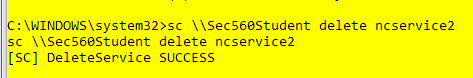 C:\WINDOWS\system32>sc \\Sec560Student delete ncservice2
sc \\Sec560Student delete ncservice2
[SC] DeleteService SUCCESS